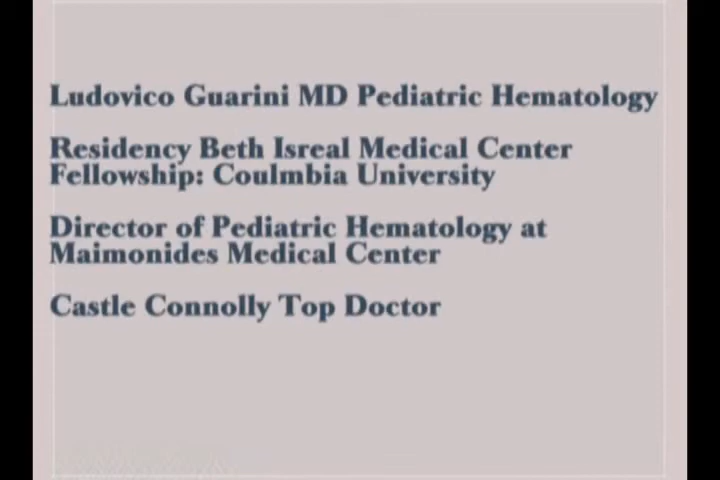 Ludovico Guarini MD Pediatric Hematology
Residency Beth Isreal Medical Center
Fellowship: Coulmbia University
Director of Pediatric Hematology at
Maimonides Medical Center
Castle Connolly Top Doctor